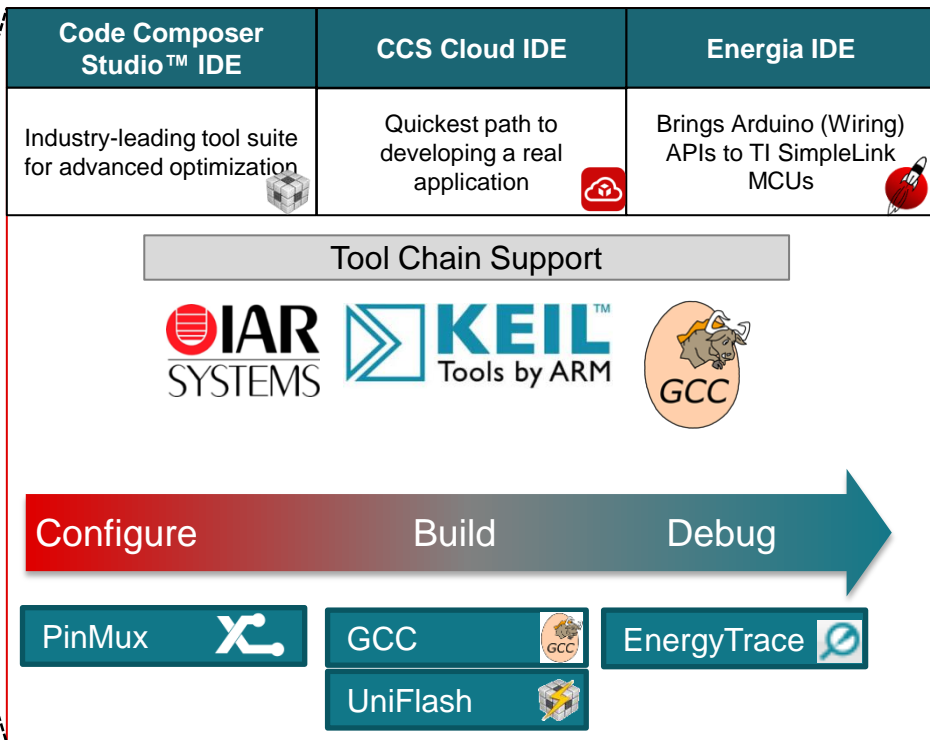 Code Composer
Studio™ IDE
CCS Cloud IDE
Energia IDE
Industry-leading tool suite
for advanced optimization
Quickest path to
developing a real
application
Brings Arduino (Wiring)
APIs to TI SimpleLink
MCUs
Tool Chain Support
IAR
SYSTEMS
KEIL™
Tools by ARM
GCC
Configure
Build
Debug
PinMux
GCC
GCC
UniFlash
EnergyTrace